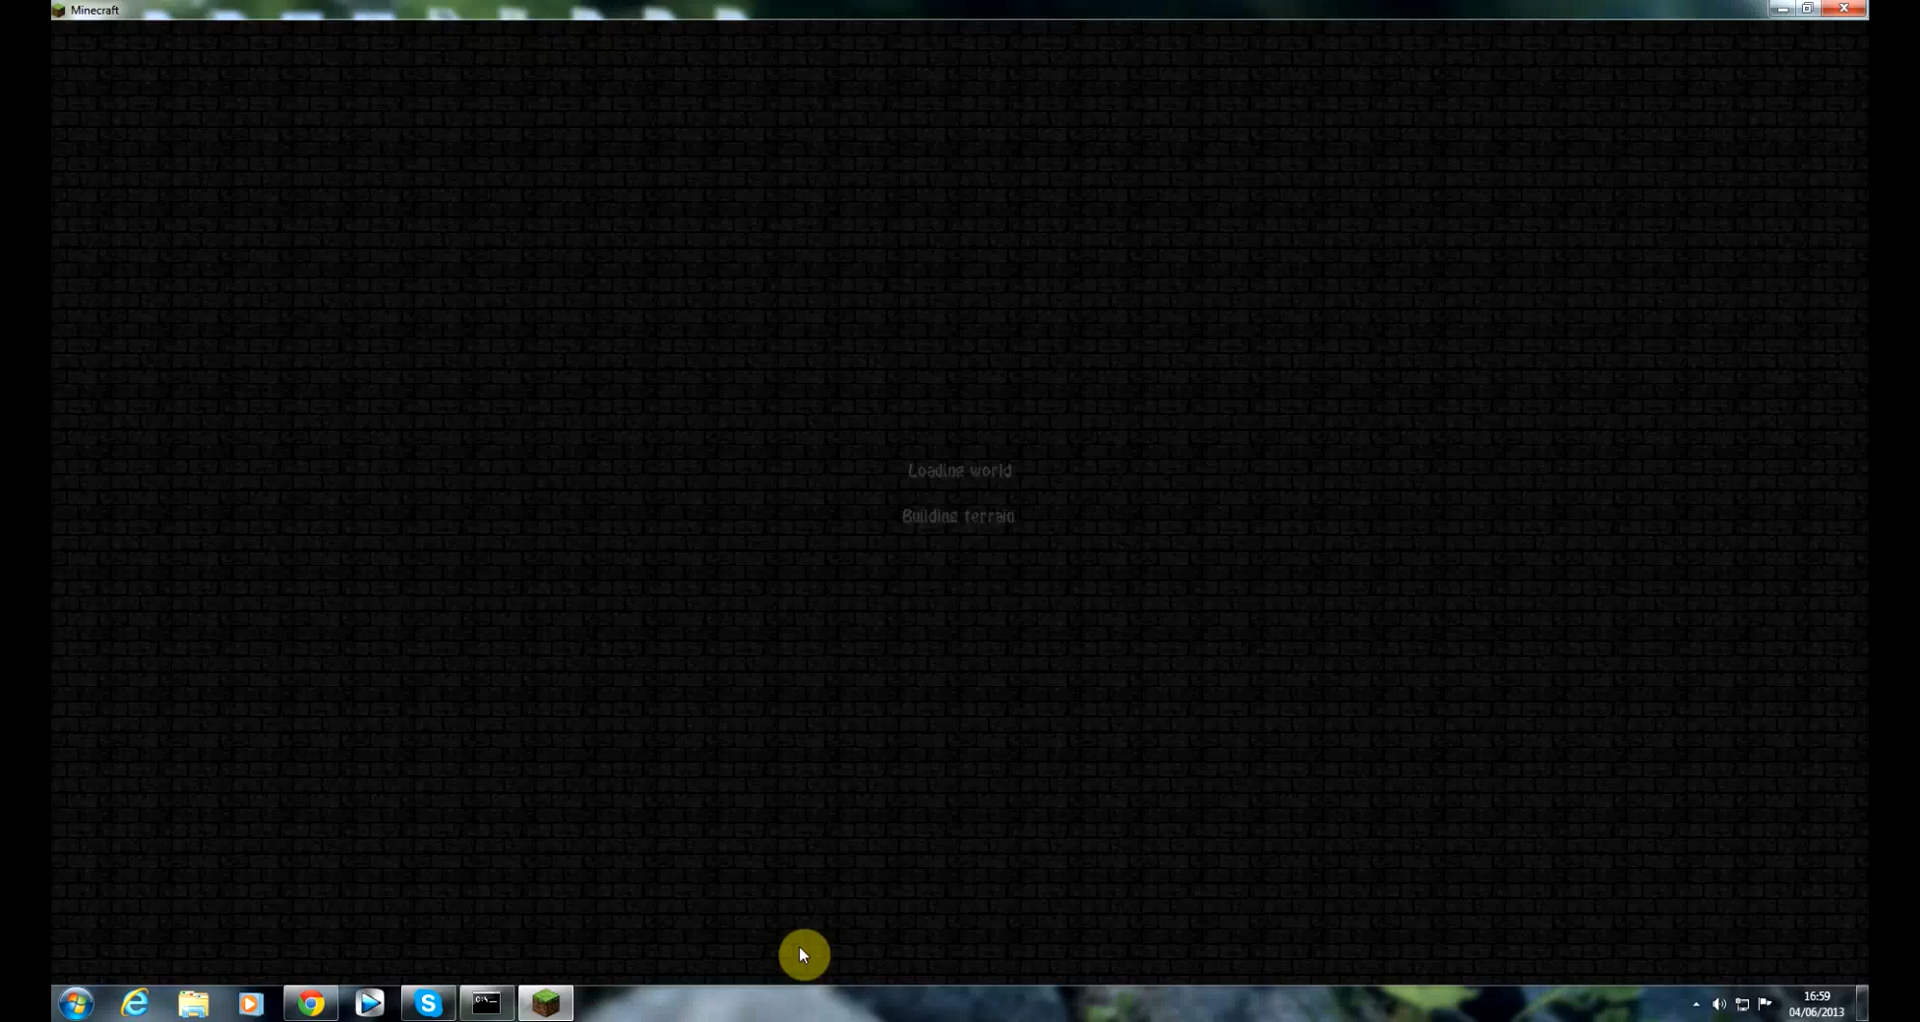 Minecraft
Loading world
Building terrain
C:\.
16:59
04/06/2013